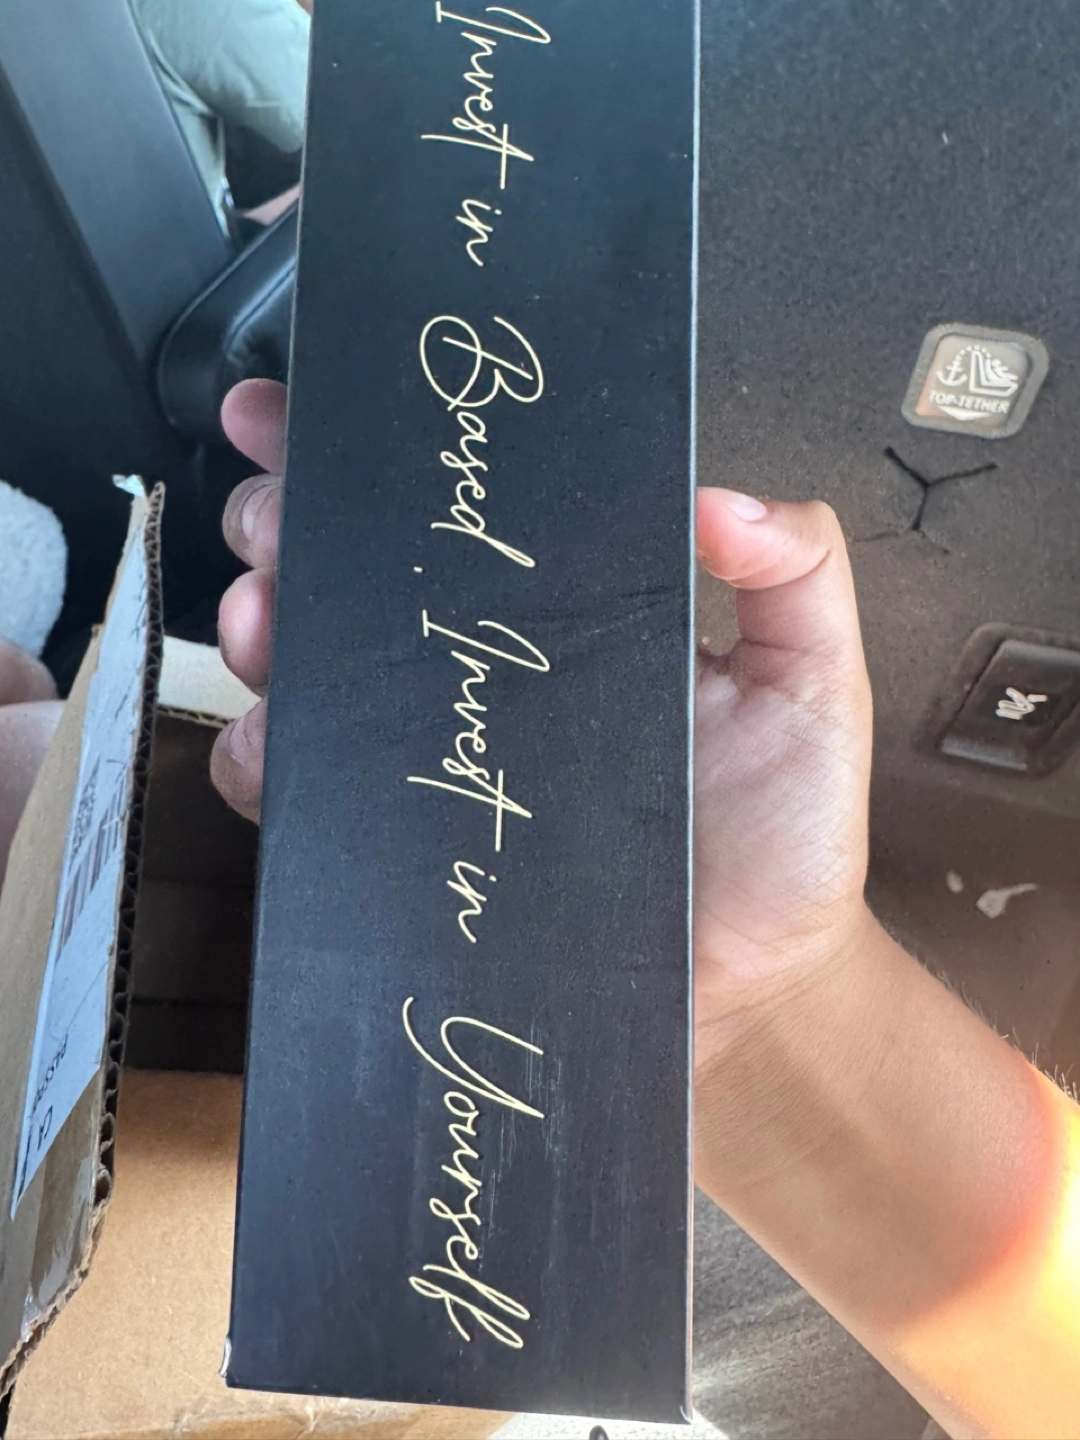 Invest in Based. Invest in Yourself
TOP-TETHER